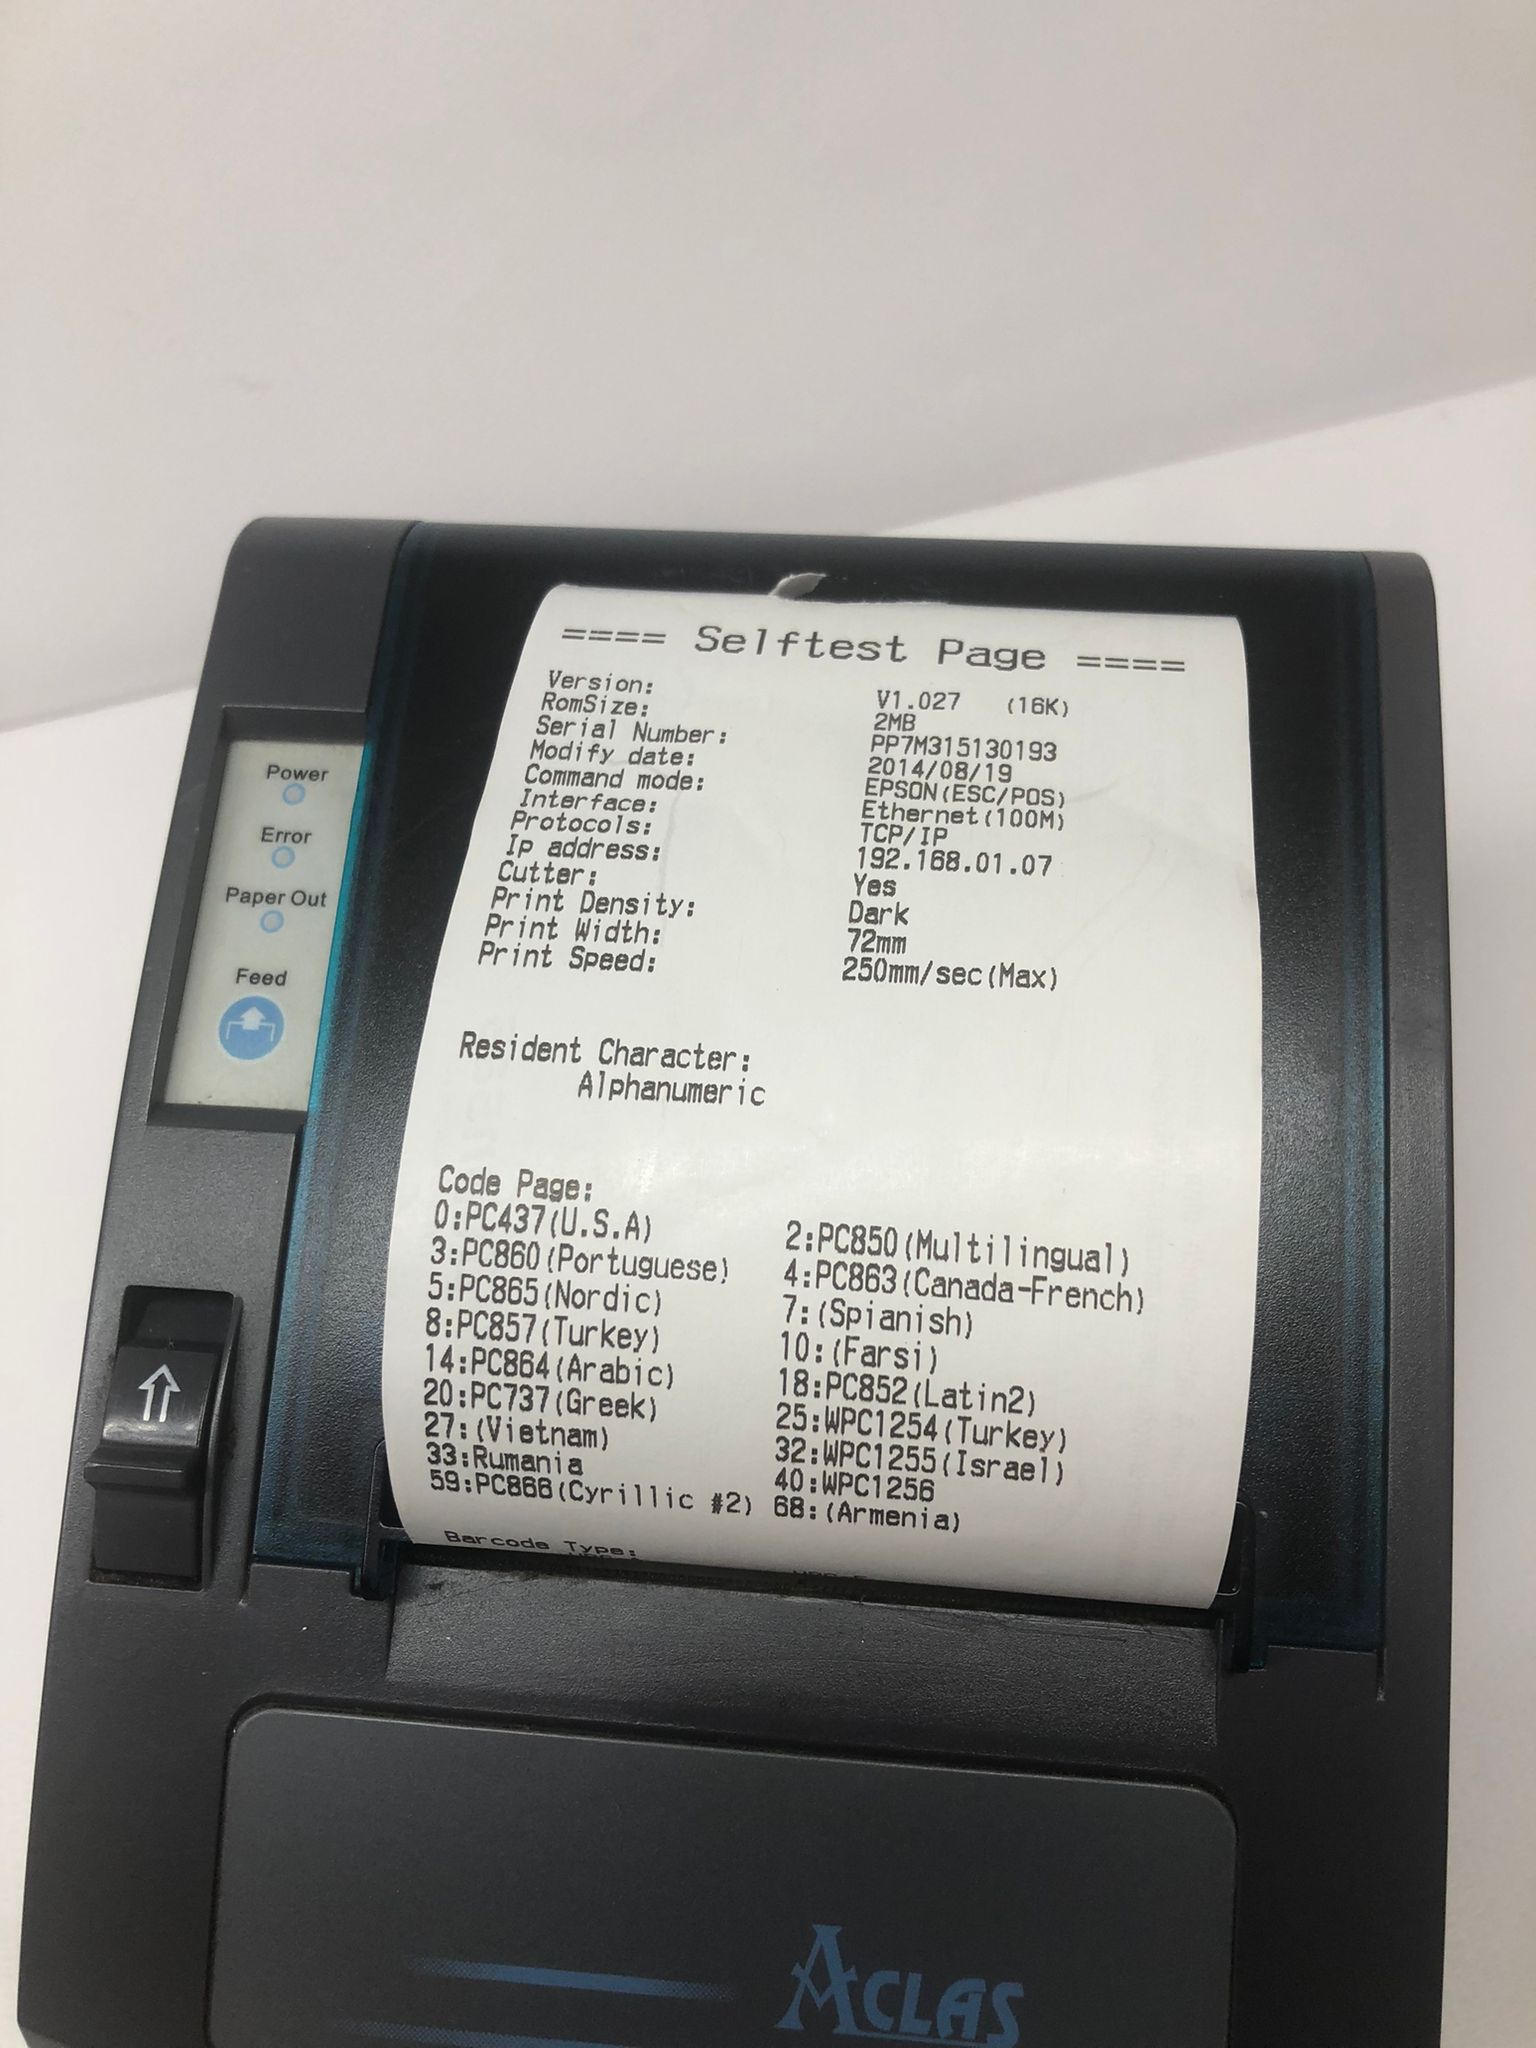 ==== Selftest Page ====
Version: V1.027 (16K)
RomSize: 2MB
Serial Number: PP7M315130193
Modify date: 2014/08/19
Command mode: EPSON(ESC/POS)
Interface: Ethernet(100M)
Protocols: TCP/IP
Ip address: 192.168.01.07
Cutter: Yes
Print Density: Dark
Print Width: 72mm
Print Speed: 250mm/sec(Max)
Resident Character:
Alphanumeric
Code Page:
0:PC437(U.S.A) 2:PC850(Multilingual)
3:PC860(Portuguese) 4:PC863(Canada-French)
5:PC865(Nordic) 7:(Spianish)
8:PC857(Turkey) 10:(Farsi)
14:PC864(Arabic) 18:PC852(Latin2)
20:PC737(Greek) 25:WPC1254(Turkey)
27:(Vietnam) 32:WPC1255(Israel)
33:Rumania 40:WPC1256
59:PC866(Cyrillic #2) 68:(Armenia)
Barcode Type:
Power
Error
Paper Out
Feed
ACLAS